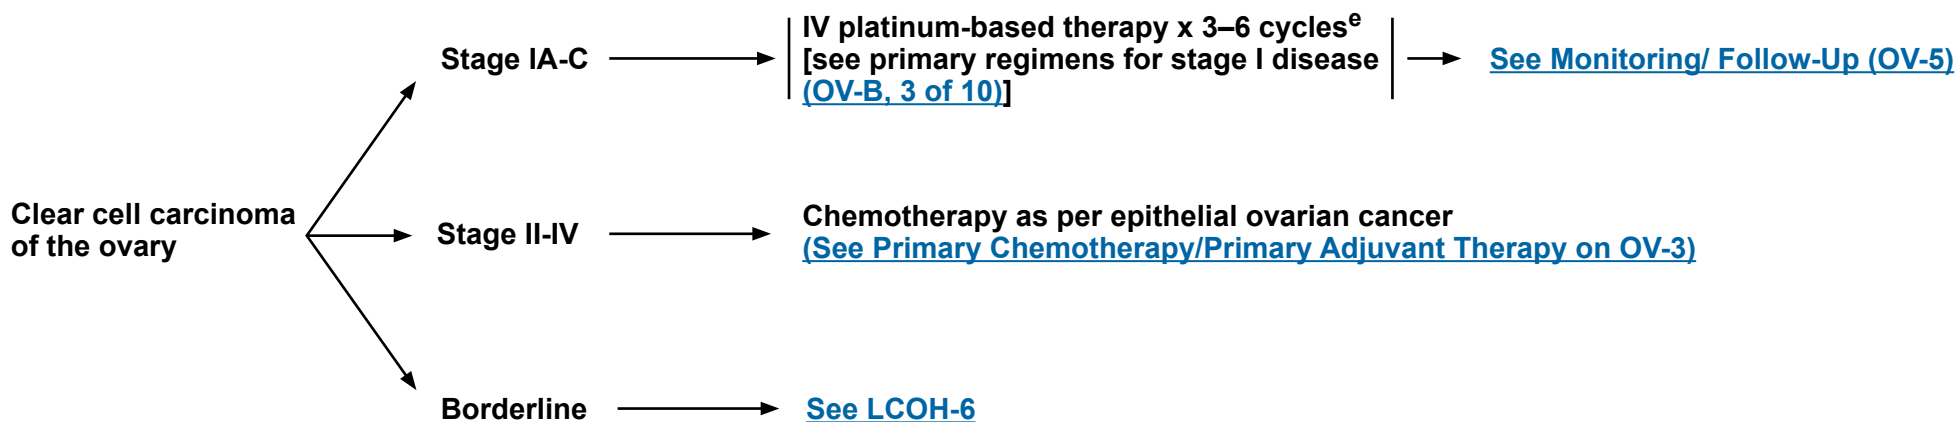 Clear cell carcinoma
of the ovary
Stage IA-C
IV platinum-based therapy x 3–6 cyclesᵉ
[see primary regimens for stage I disease
(OV-B, 3 of 10)]
See Monitoring/ Follow-Up (OV-5)
Stage II-IV
Chemotherapy as per epithelial ovarian cancer
(See Primary Chemotherapy/Primary Adjuvant Therapy on OV-3)
Borderline
See LCOH-6